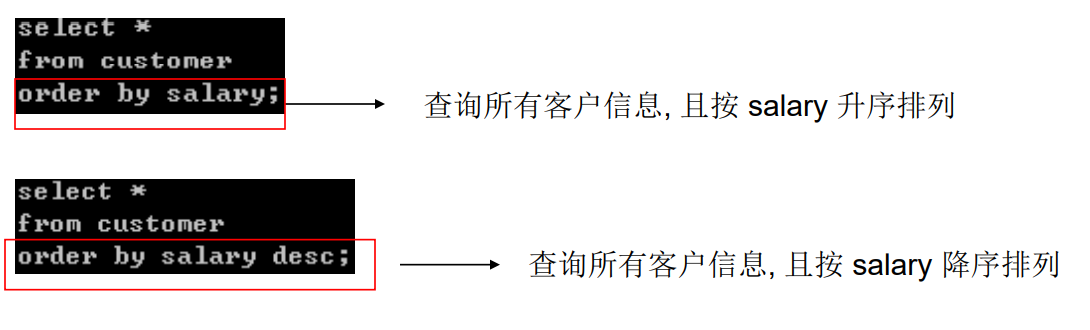 select *
from customer
order by salary;
查询所有客户信息, 且按 salary 升序排列
select *
from customer
order by salary desc;
查询所有客户信息, 且按 salary 降序排列